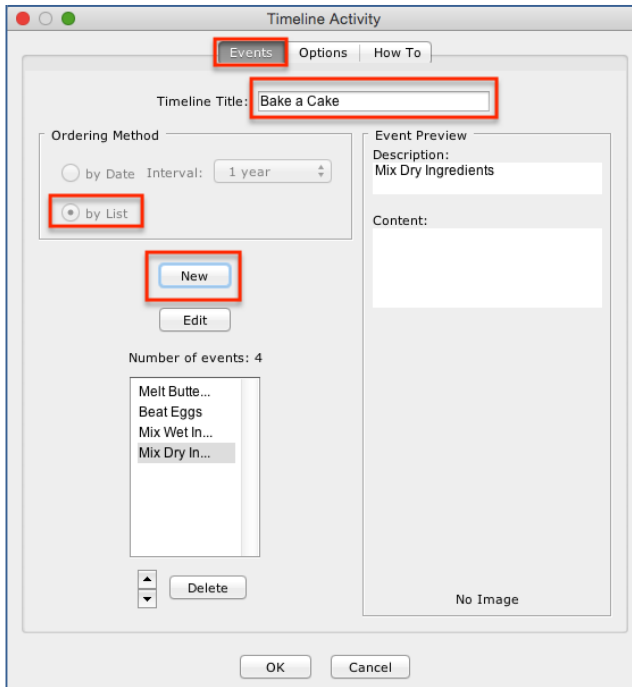 Timeline Activity
Events Options How To
Timeline Title: Bake a Cake
Ordering Method
by Date Interval: 1 year
by List
New
Edit
Number of events: 4
Melt Butte...
Beat Eggs
Mix Wet In...
Mix Dry In...
Delete
Event Preview
Description:
Mix Dry Ingredients
Content:
No Image
OK Cancel